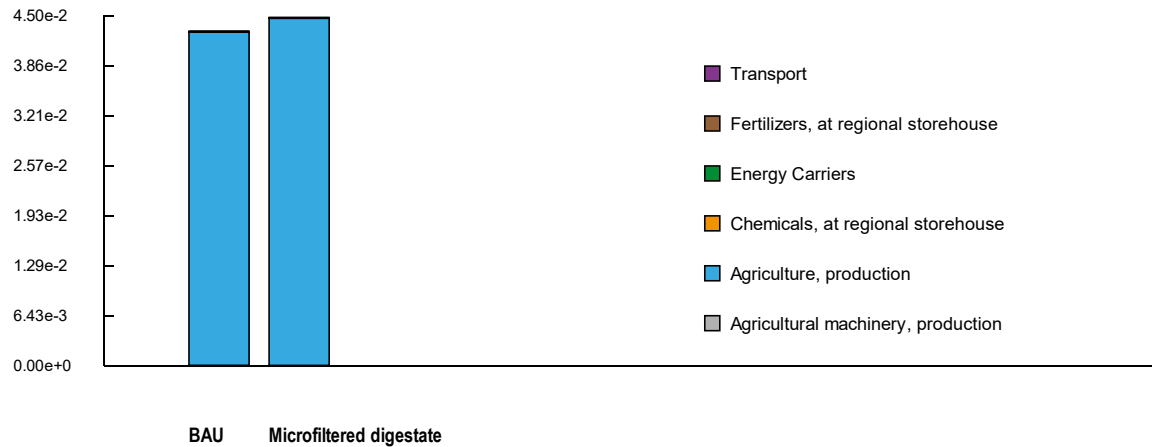 4.50e-2
3.86e-2
3.21e-2
2.57e-2
1.93e-2
1.29e-2
6.43e-3
0.00e+0
Transport
Fertilizers, at regional storehouse
Energy Carriers
Chemicals, at regional storehouse
Agriculture, production
Agricultural machinery, production
BAU Microfiltered digestate